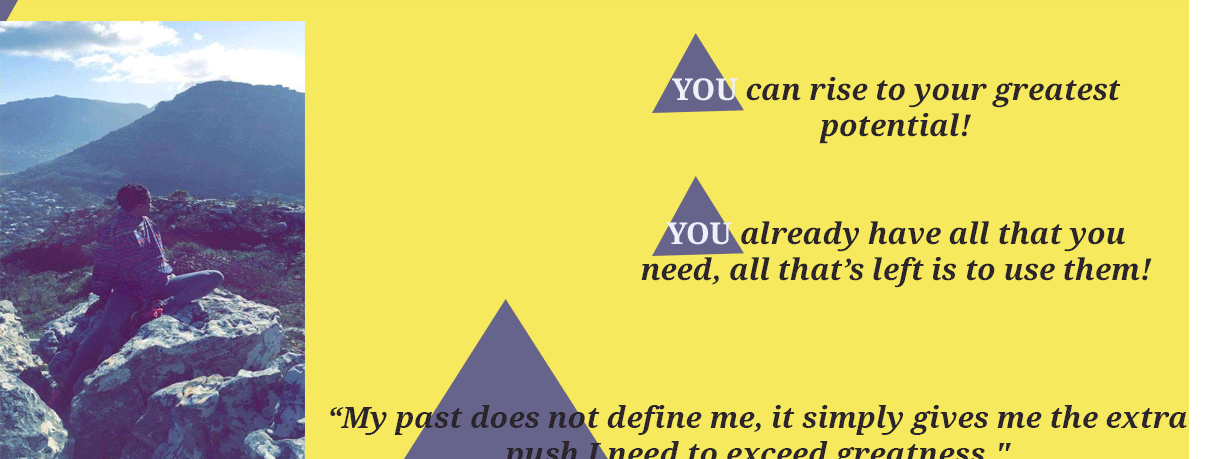 YOU can rise to your greatest
potential!
YOU already have all that you
need, all that’s left is to use them!
“My past does not define me, it simply gives me the extra
push I need to exceed greatness."